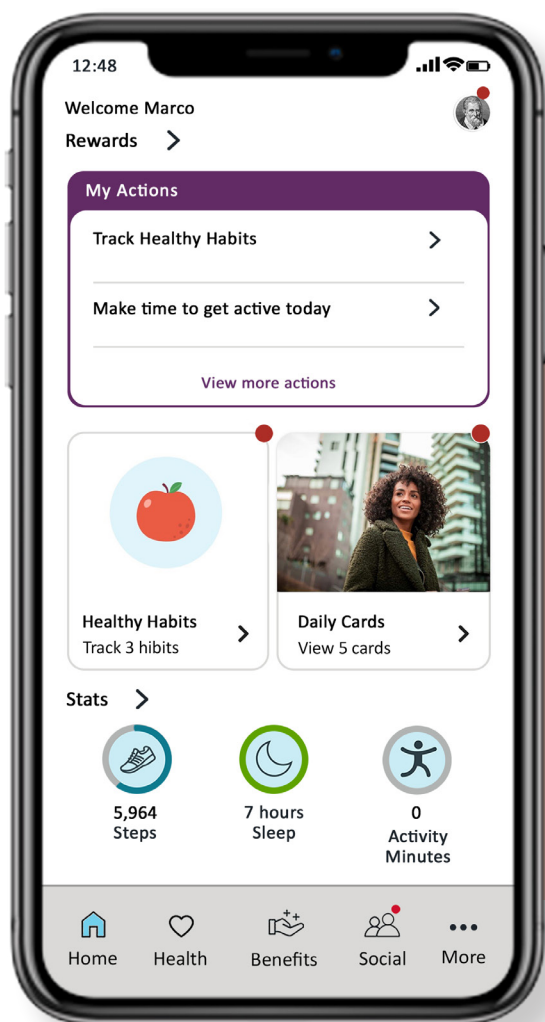 12:48
Welcome Marco
Rewards
My Actions
Track Healthy Habits
Make time to get active today
View more actions
Healthy Habits
Track 3 hibits
Daily Cards
View 5 cards
Stats
5,964
Steps
7 hours
Sleep
0
Activity
Minutes
Home
Health
Benefits
Social
More